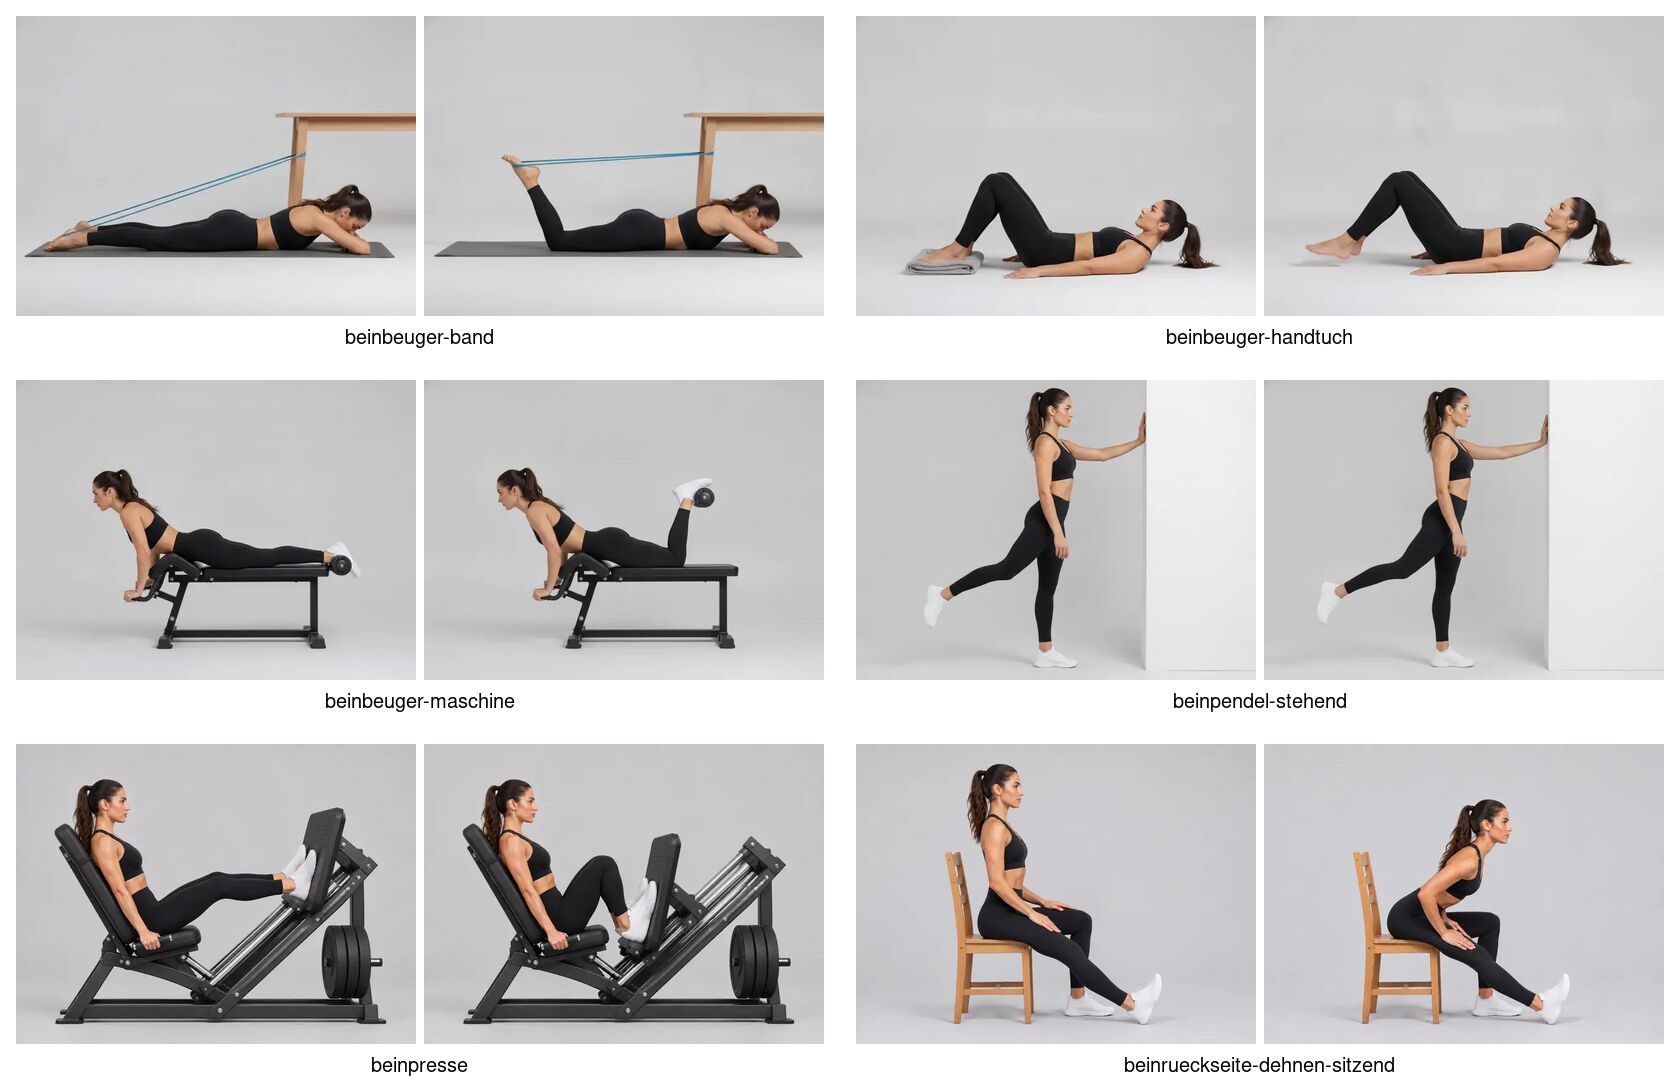 beinbeuger-band
beinbeuger-handtuch
beinbeuger-maschine
beinpendel-stehend
beinpresse
beinrueckseite-dehnen-sitzend